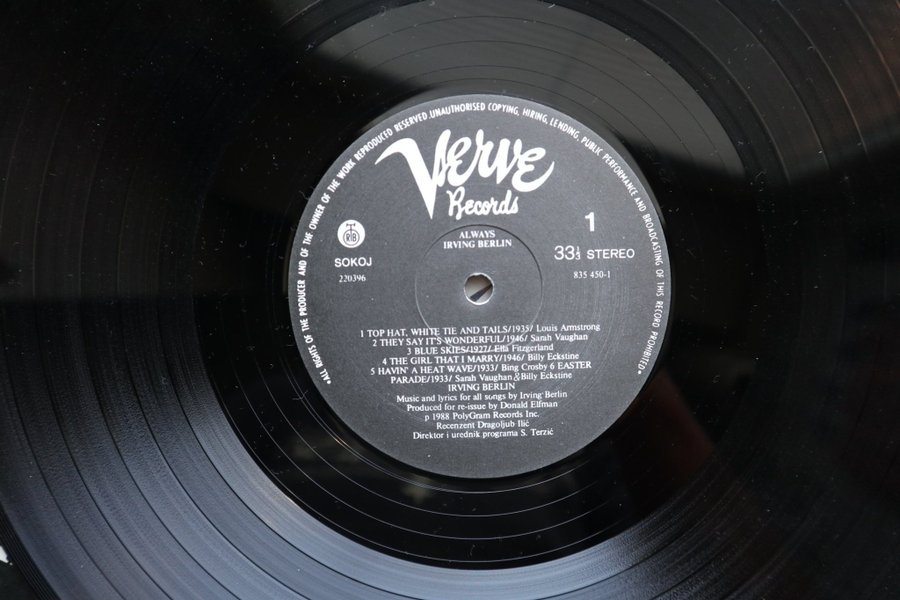 •ALL RIGHTS OF THE PRODUCER AND OF THE OWNER OF THE WORK REPRODUCED RESERVED.UNAUTHORISED COPYING, HIRING, LENDING, PUBLIC PERFORMANCE AND BROADCASTING OF THIS RECORD PROHIBITED•
Verve
Records
ALWAYS
IRVING BERLIN
RTB
SOKOJ
220396
1
33⅓ STEREO
835 450-1
1 TOP HAT, WHITE TIE AND TAILS/1935/ Louis Armstrong
2 THEY SAY IT'S WONDERFUL/1946/ Sarah Vaughan
3 BLUE SKIES/1927/ Ella Fitzgerland
4 THE GIRL THAT I MARRY/1946/ Billy Eckstine
5 HAVIN' A HEAT WAVE/1933/ Bing Crosby 6 EASTER
PARADE/1933/ Sarah Vaughan & Billy Eckstine
IRVING BERLIN
Music and lyrics for all songs by Irving Berlin
Produced for re-issue by Donald Elfman
p 1988 PolyGram Records Inc.
Recenzent Dragoljub Ilić
Direktor i urednik programa S. Terzić